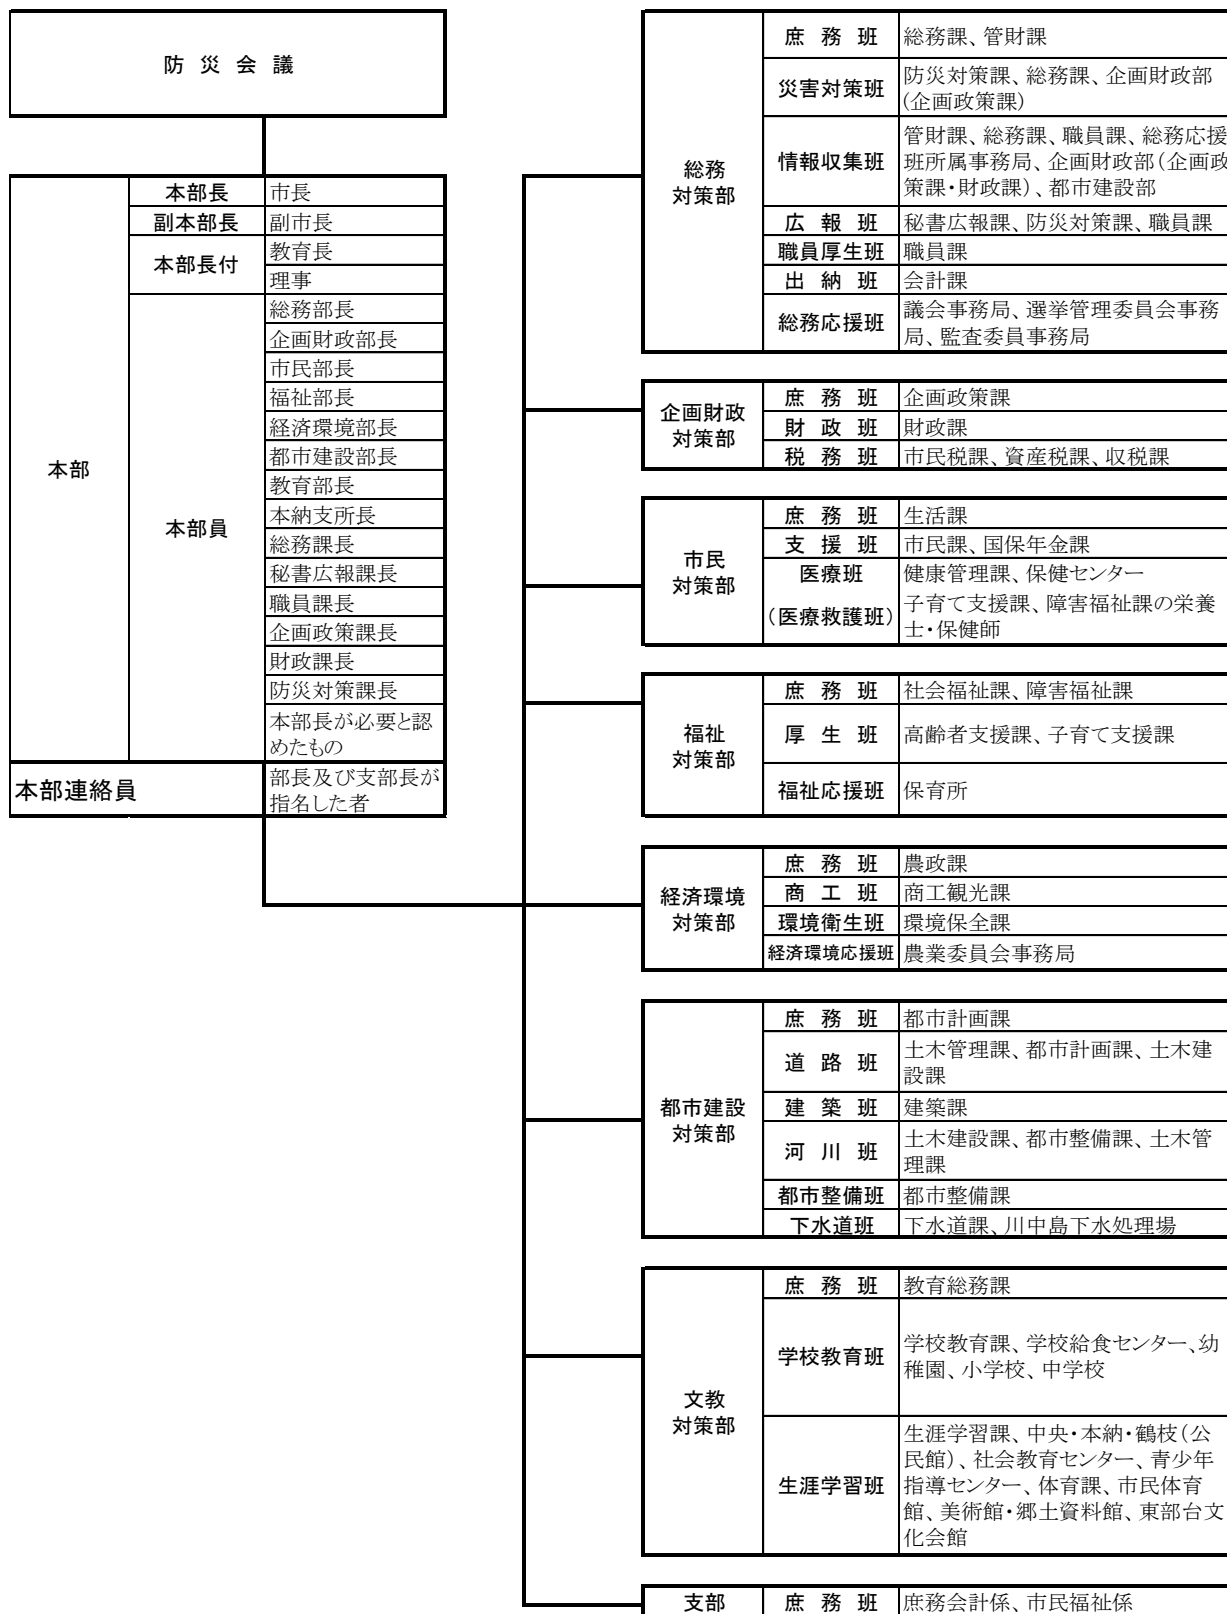 防 災 会 議
本部
本部長
市長
副本部長
副市長
本部長付
教育長
理事
本部員
総務部長
企画財政部長
市民部長
福祉部長
経済環境部長
都市建設部長
教育部長
本納支所長
総務課長
秘書広報課長
職員課長
企画政策課長
財政課長
防災対策課長
本部長が必要と認
めたもの
本部連絡員
部長及び支部長が
指名した者
総務
対策部
庶 務 班
総務課、管財課
災害対策班
防災対策課、総務課、企画財政部
(企画政策課)
情報収集班
管財課、総務課、職員課、総務応援
班所属事務局、企画財政部(企画政
策課・財政課)、都市建設部
広 報 班
秘書広報課、防災対策課、職員課
職員厚生班
職員課
出 納 班
会計課
総務応援班
議会事務局、選挙管理委員会事務
局、監査委員事務局
企画財政
対策部
庶 務 班
企画政策課
財 政 班
財政課
税 務 班
市民税課、資産税課、収税課
市民
対策部
庶 務 班
生活課
支 援 班
市民課、国保年金課
医療班
(医療救護班)
健康管理課、保健センター
子育て支援課、障害福祉課の栄養
士・保健師
福祉
対策部
庶 務 班
社会福祉課、障害福祉課
厚 生 班
高齢者支援課、子育て支援課
福祉応援班
保育所
経済環境
対策部
庶 務 班
農政課
商 工 班
商工観光課
環境衛生班
環境保全課
経済環境応援班
農業委員会事務局
都市建設
対策部
庶 務 班
都市計画課
道 路 班
土木管理課、都市計画課、土木建
設課
建 築 班
建築課
河 川 班
土木建設課、都市整備課、土木管
理課
都市整備班
都市整備課
下水道班
下水道課、川中島下水処理場
文教
対策部
庶 務 班
教育総務課
学校教育班
学校教育課、学校給食センター、幼
稚園、小学校、中学校
生涯学習班
生涯学習課、中央・本納・鶴枝(公
民館)、社会教育センター、青少年
指導センター、体育課、市民体育
館、美術館・郷土資料館、東部台文
化会館
支部
庶 務 班
庶務会計係、市民福祉係